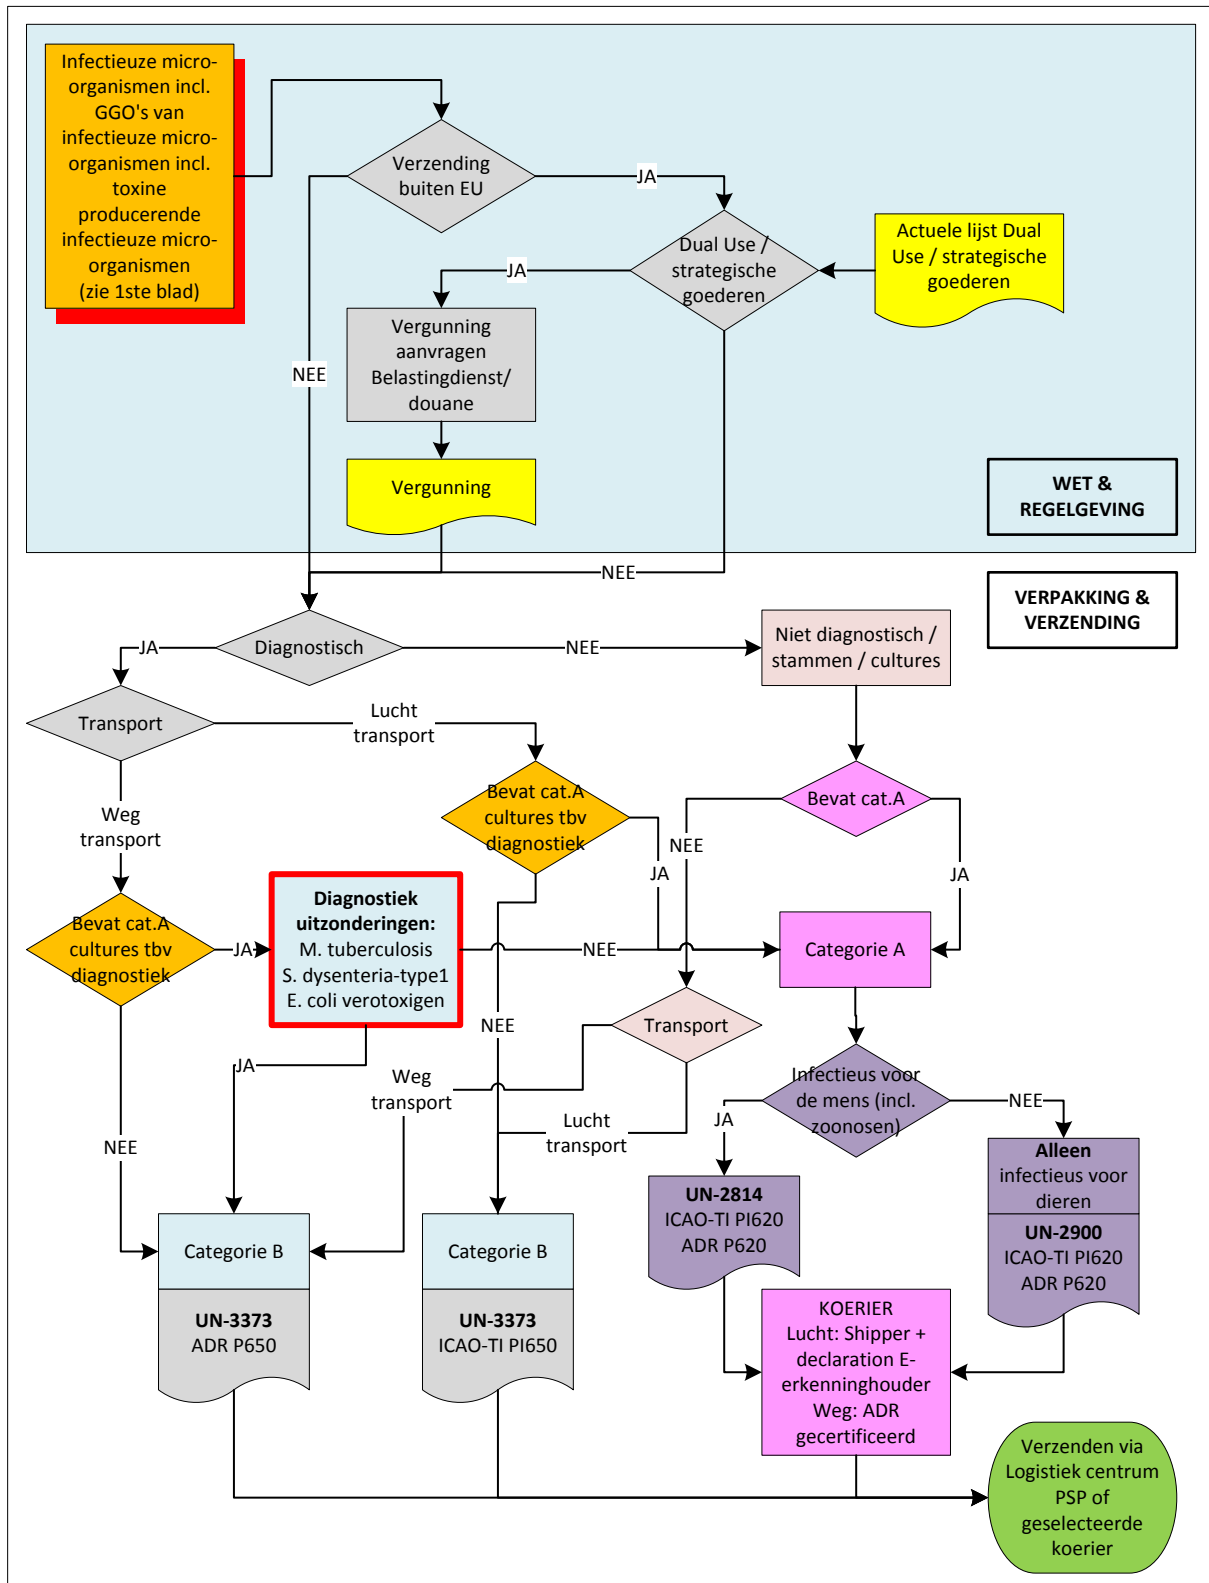 Infectieuze micro-
organismen incl.
GGO's van
infectieuze micro-
organismen incl.
toxine
producerende
infectieuze micro-
organismen
(zie 1ste blad)
Verzending
buiten EU
JA
NEE
Dual Use /
strategische
goederen
Actuele lijst Dual
Use / strategische
goederen
JA
Vergunning
aanvragen
Belastingdienst/
douane
Vergunning
WET &
REGELGEVING
NEE
VERPAKKING &
VERZENDING
Diagnostisch
JA
NEE
Niet diagnostisch /
stammen / cultures
Transport
Lucht
transport
Weg
transport
Bevat cat.A
cultures tbv
diagnostiek
Bevat cat.A
NEE
JA
JA
Bevat cat.A
cultures tbv
diagnostiek
JA
Diagnostiek
uitzonderingen:
M. tuberculosis
S. dysenteria-type1
E. coli verotoxigen
NEE
Categorie A
NEE
Transport
JA
Weg
transport
Lucht
transport
Infectieus voor
de mens (incl.
zoonosen)
JA
NEE
NEE
Alleen
infectieus voor
dieren
UN-2814
ICAO-TI PI620
ADR P620
UN-2900
ICAO-TI PI620
ADR P620
Categorie B
Categorie B
UN-3373
ADR P650
UN-3373
ICAO-TI PI650
KOERIER
Lucht: Shipper +
declaration E-
erkenninghouder
Weg: ADR
gecertificeerd
Verzenden via
Logistiek centrum
PSP of
geselecteerde
koerier